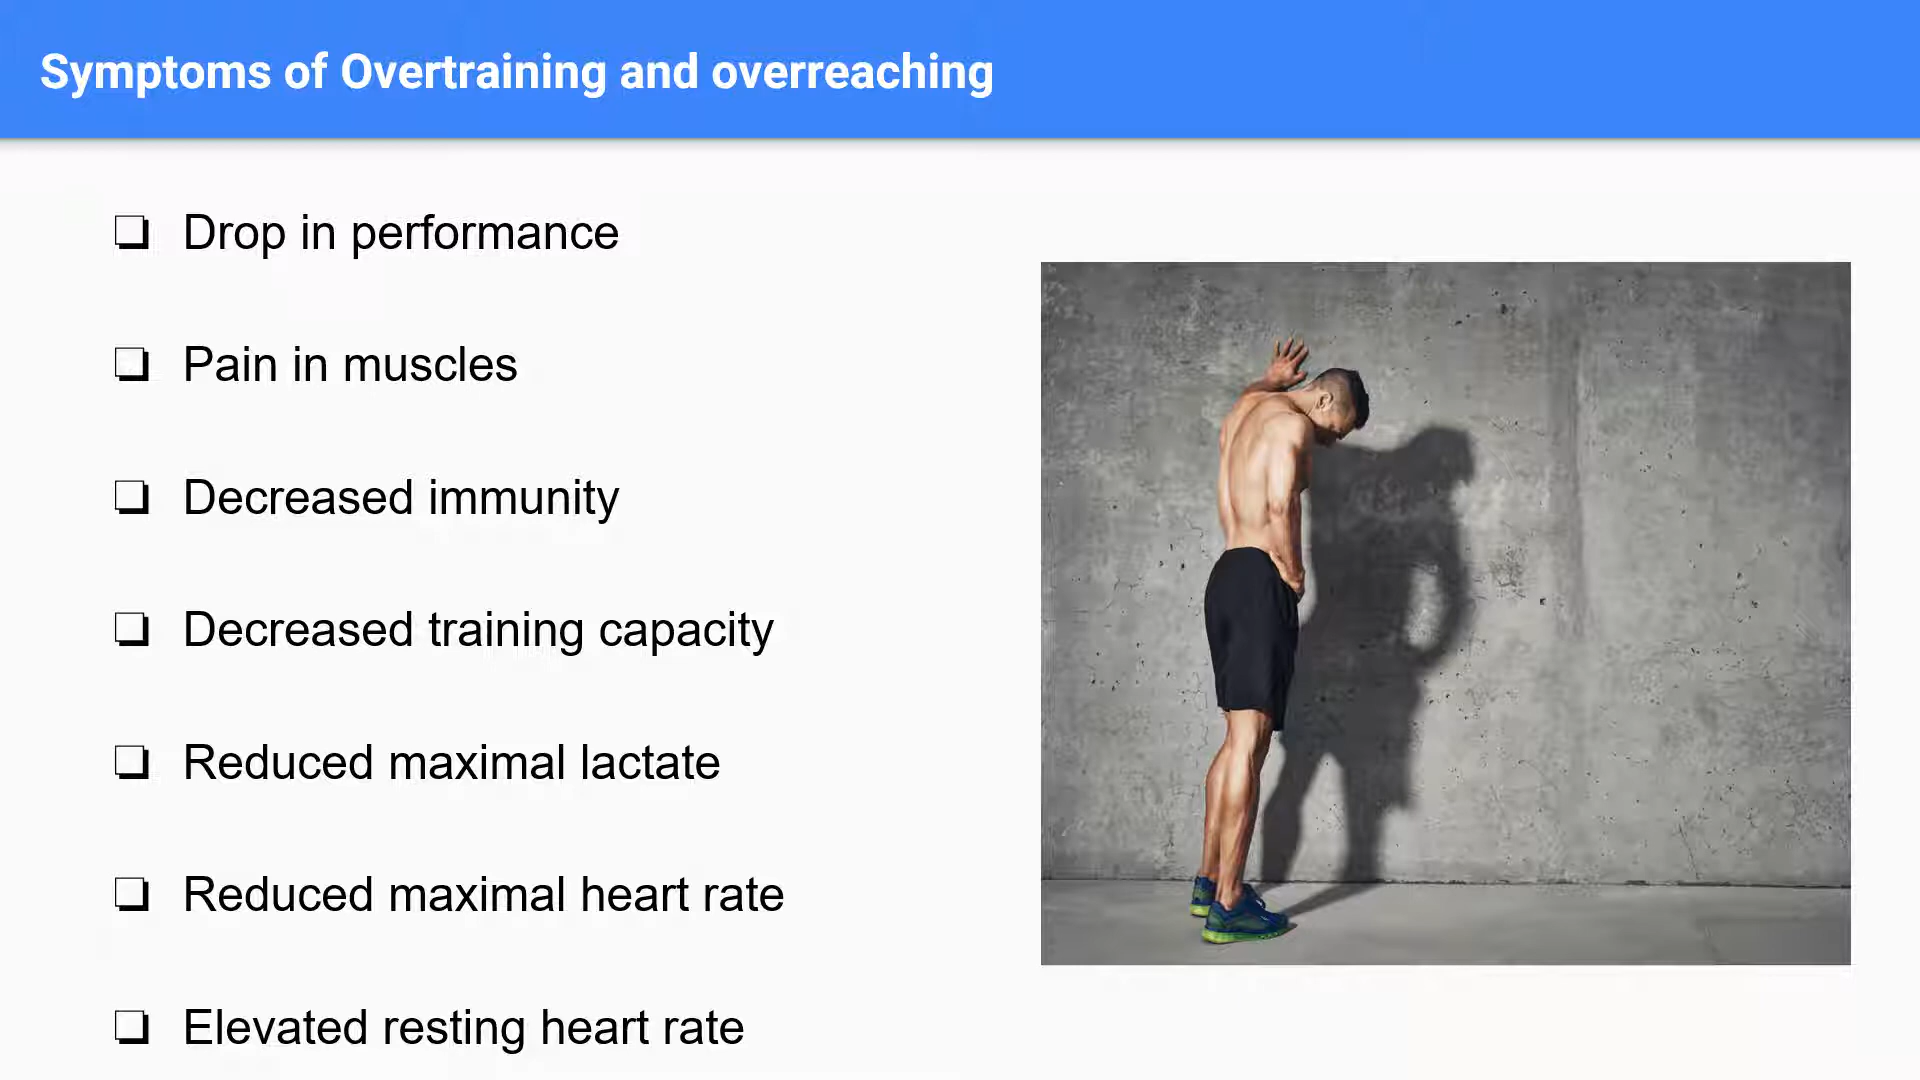 Symptoms of Overtraining and overreaching
❏ Drop in performance
❏ Pain in muscles
❏ Decreased immunity
❏ Decreased training capacity
❏ Reduced maximal lactate
❏ Reduced maximal heart rate
❏ Elevated resting heart rate